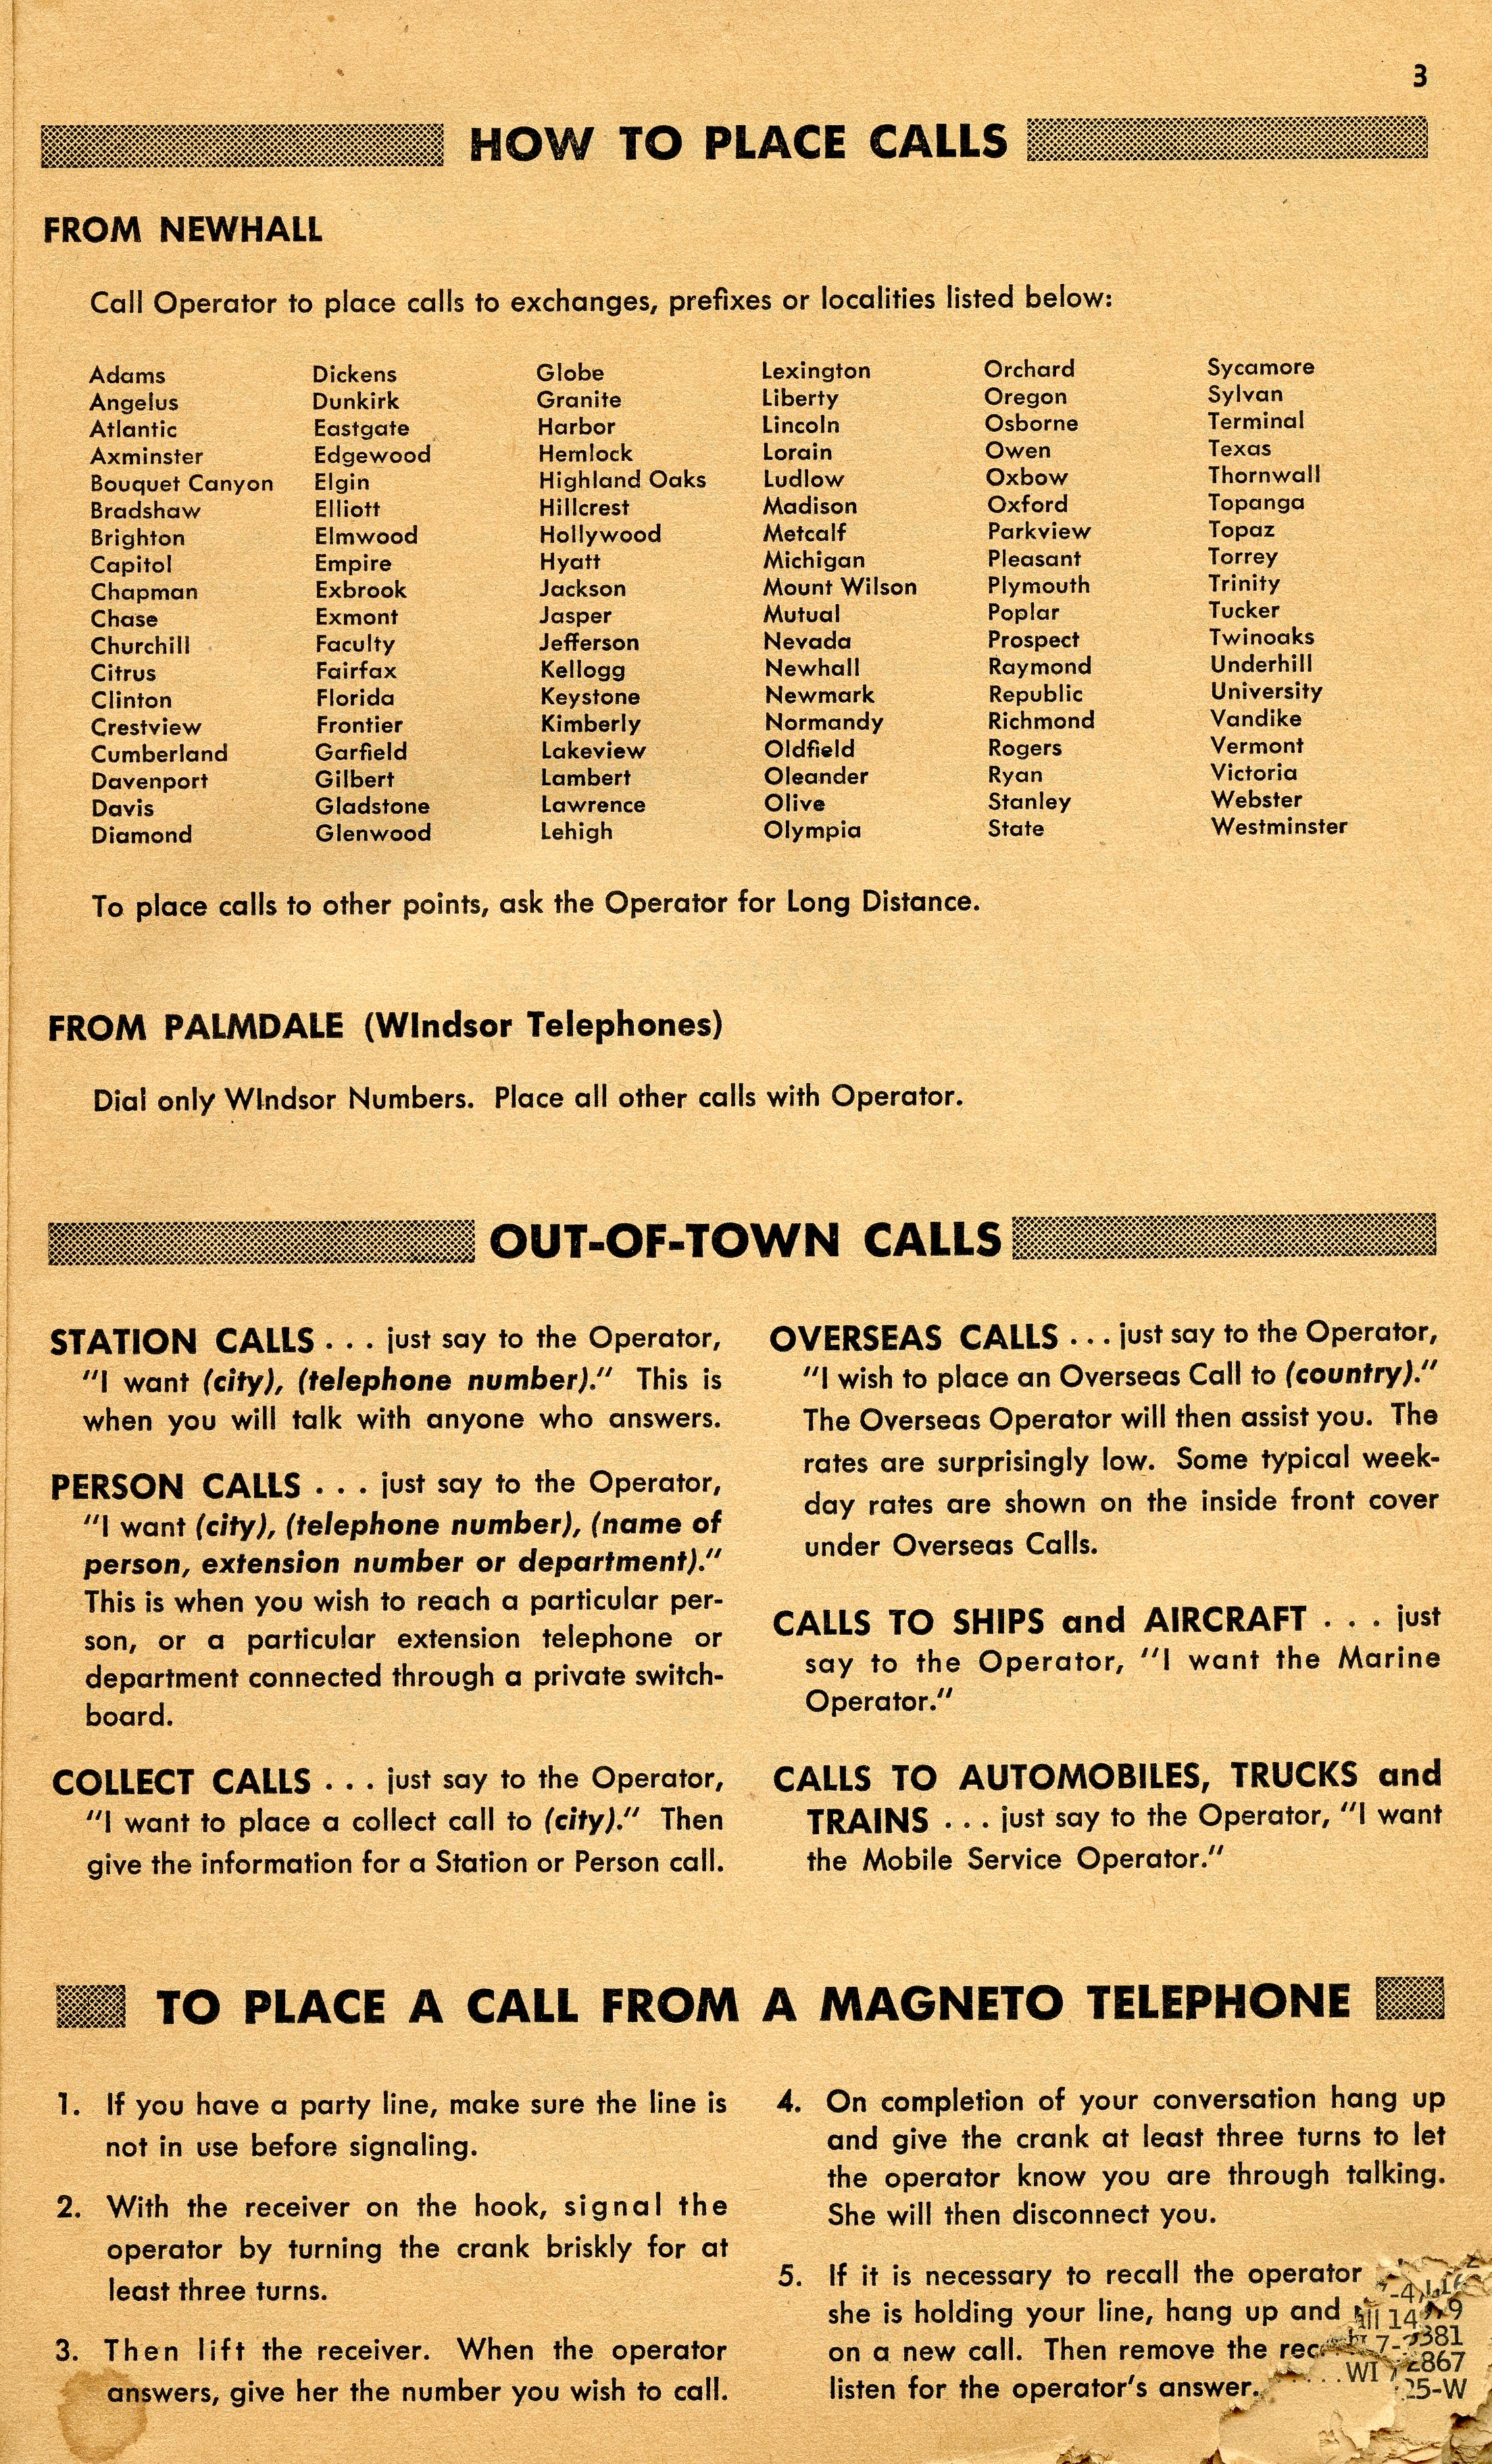 3
HOW TO PLACE CALLS
FROM NEWHALL
Call Operator to place calls to exchanges, prefixes or localities listed below:
Adams
Angelus
Atlantic
Axminster
Bouquet Canyon
Bradshaw
Brighton
Capitol
Chapman
Chase
Churchill
Citrus
Clinton
Crestview
Cumberland
Davenport
Davis
Diamond
Dickens
Dunkirk
Eastgate
Edgewood
Elgin
Elliott
Elmwood
Empire
Exbrook
Exmont
Faculty
Fairfax
Florida
Frontier
Garfield
Gilbert
Gladstone
Glenwood
Globe
Granite
Harbor
Hemlock
Highland Oaks
Hillcrest
Hollywood
Hyatt
Jackson
Jasper
Jefferson
Kellogg
Keystone
Kimberly
Lakeview
Lambert
Lawrence
Lehigh
Lexington
Liberty
Lincoln
Lorain
Ludlow
Madison
Metcalf
Michigan
Mount Wilson
Mutual
Nevada
Newhall
Newmark
Normandy
Oldfield
Oleander
Olive
Olympia
Orchard
Oregon
Osborne
Owen
Oxbow
Oxford
Parkview
Pleasant
Plymouth
Poplar
Prospect
Raymond
Republic
Richmond
Rogers
Ryan
Stanley
State
Sycamore
Sylvan
Terminal
Texas
Thornwall
Topanga
Topaz
Torrey
Trinity
Tucker
Twinoaks
Underhill
University
Vandike
Vermont
Victoria
Webster
Westminster
To place calls to other points, ask the Operator for Long Distance.
FROM PALMDALE (WIndsor Telephones)
Dial only WIndsor Numbers. Place all other calls with Operator.
OUT-OF-TOWN CALLS
STATION CALLS . . . just say to the Operator,
"I want (city), (telephone number)." This is
when you will talk with anyone who answers.
PERSON CALLS . . . just say to the Operator,
"I want (city), (telephone number), (name of
person, extension number or department)."
This is when you wish to reach a particular per-
son, or a particular extension telephone or
department connected through a private switch-
board.
COLLECT CALLS . . . just say to the Operator,
"I want to place a collect call to (city)." Then
give the information for a Station or Person call.
OVERSEAS CALLS . . . just say to the Operator,
"I wish to place an Overseas Call to (country)."
The Overseas Operator will then assist you. The
rates are surprisingly low. Some typical week-
day rates are shown on the inside front cover
under Overseas Calls.
CALLS TO SHIPS and AIRCRAFT . . . just
say to the Operator, "I want the Marine
Operator."
CALLS TO AUTOMOBILES, TRUCKS and
TRAINS . . . just say to the Operator, "I want
the Mobile Service Operator."
TO PLACE A CALL FROM A MAGNETO TELEPHONE
1. If you have a party line, make sure the line is
not in use before signaling.
2. With the receiver on the hook, signal the
operator by turning the crank briskly for at
least three turns.
3. Then lift the receiver. When the operator
answers, give her the number you wish to call.
4. On completion of your conversation hang up
and give the crank at least three turns to let
the operator know you are through talking.
She will then disconnect you.
5. If it is necessary to recall the operator
she is holding your line, hang up and
on a new call. Then remove the
listen for the operator's answer.